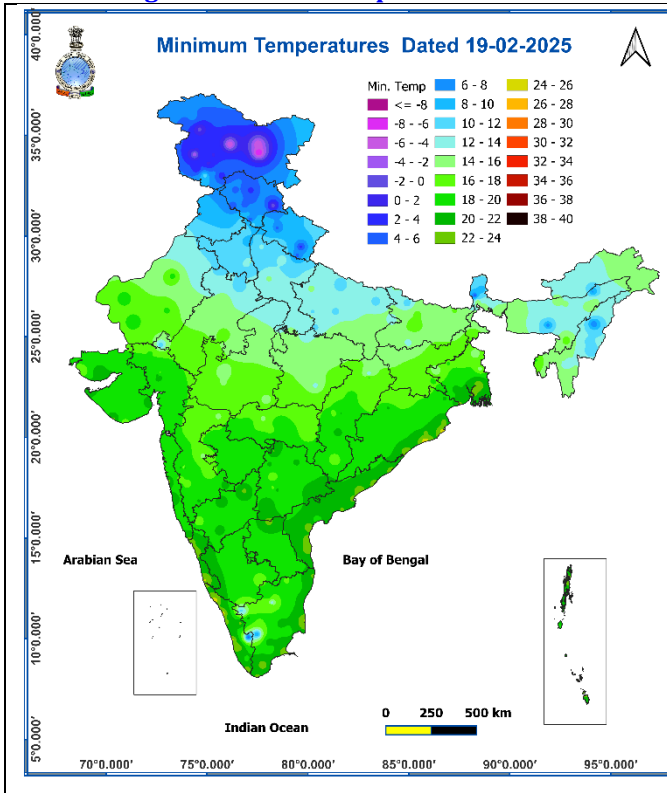 Minimum Temperatures Dated 19-02-2025
Min. Temp
<= -8
-8 - -6
-6 - -4
-4 - -2
-2 - 0
0 - 2
2 - 4
4 - 6
6 - 8
8 - 10
10 - 12
12 - 14
14 - 16
16 - 18
18 - 20
20 - 22
22 - 24
24 - 26
26 - 28
28 - 30
30 - 32
32 - 34
34 - 36
36 - 38
38 - 40
40°0.000'
35°0.000'
30°0.000'
25°0.000'
20°0.000'
15°0.000'
10°0.000'
5°0.000'
Arabian Sea
Bay of Bengal
Indian Ocean
0 250 500 km
70°0.000' 75°0.000' 80°0.000' 85°0.000' 90°0.000' 95°0.000'